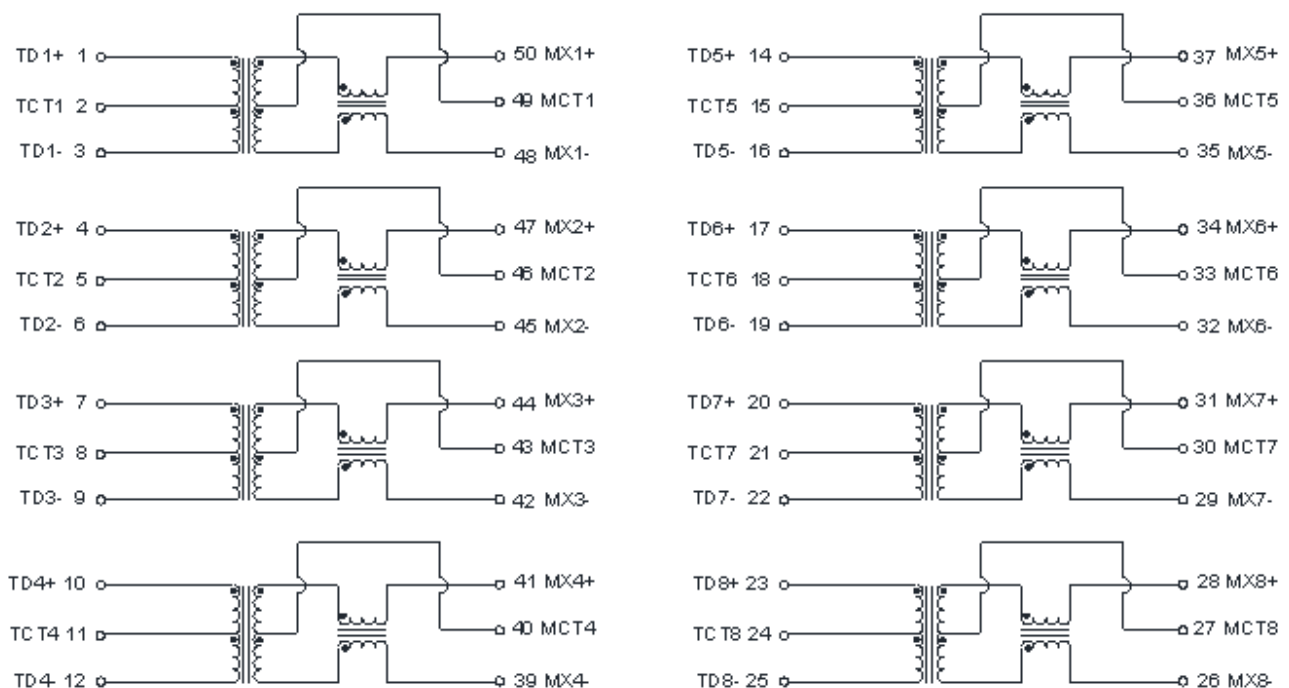 TD1+ 1 50 MX1+ TD5+ 14 37 MX5+
TCT1 2 49 MCT1 TCT5 15 36 MCT5
TD1- 3 48 MX1- TD5- 16 35 MX5-
TD2+ 4 47 MX2+ TD6+ 17 34 MX6+
TCT2 5 46 MCT2 TCT6 18 33 MCT6
TD2- 6 45 MX2- TD6- 19 32 MX6-
TD3+ 7 44 MX3+ TD7+ 20 31 MX7+
TCT3 8 43 MCT3 TCT7 21 30 MCT7
TD3- 9 42 MX3- TD7- 22 29 MX7-
TD4+ 10 41 MX4+ TD8+ 23 28 MX8+
TCT4 11 40 MCT4 TCT8 24 27 MCT8
TD4- 12 39 MX4- TD8- 25 26 MX8-